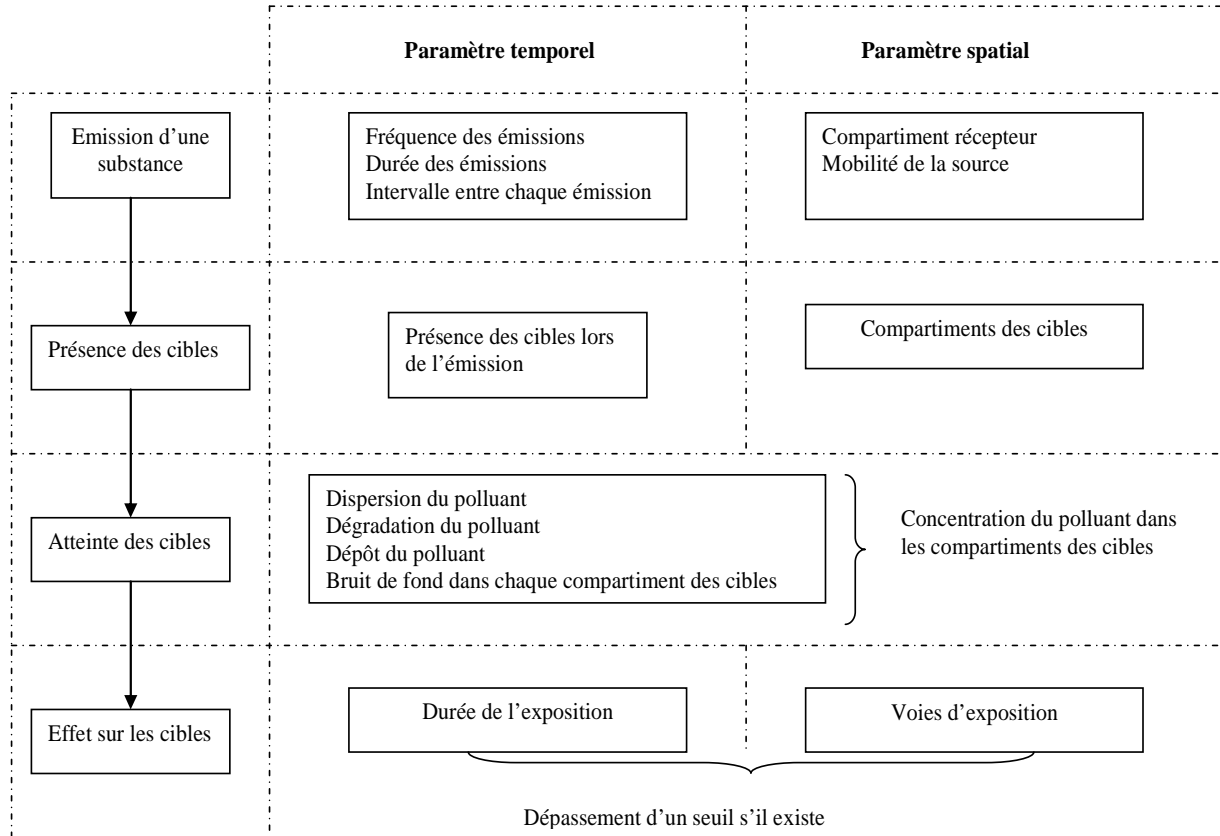 Paramètre temporel
Paramètre spatial
Emission d’une
substance
Fréquence des émissions
Durée des émissions
Intervalle entre chaque émission
Compartiment récepteur
Mobilité de la source
Présence des cibles
Présence des cibles lors
de l’émission
Compartiments des cibles
Atteinte des cibles
Dispersion du polluant
Dégradation du polluant
Dépôt du polluant
Bruit de fond dans chaque compartiment des cibles
Concentration du polluant dans
les compartiments des cibles
Effet sur les cibles
Durée de l’exposition
Voies d’exposition
Dépassement d’un seuil s’il existe